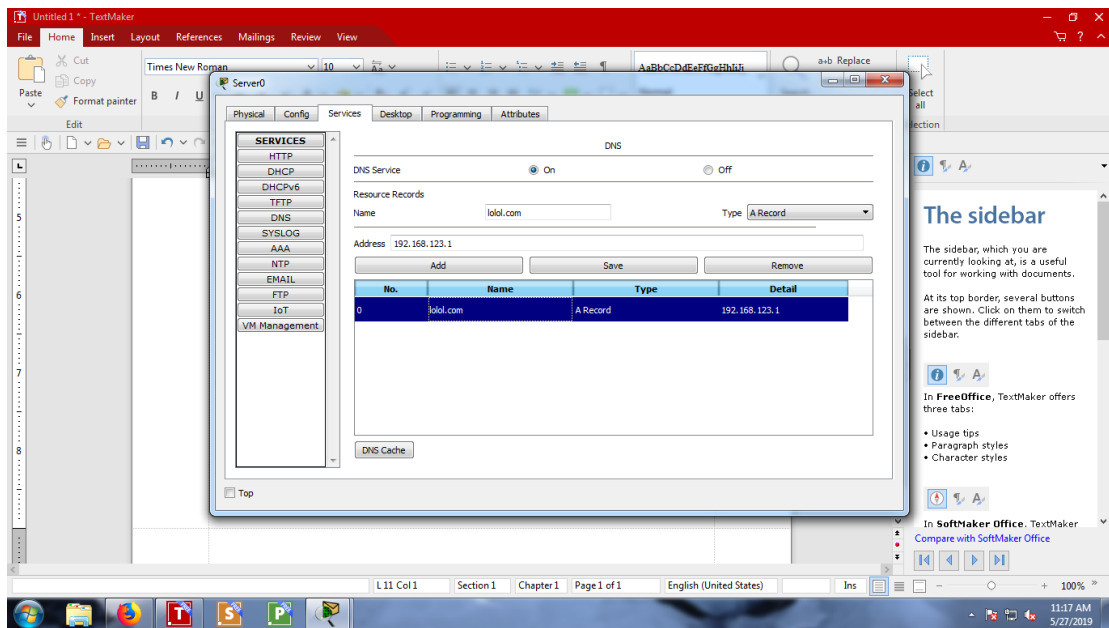 Untitled 1 * - TextMaker
File Home Insert Layout References Mailings Review View
Cut
Copy
Paste
Format painter
Edit
Times New Roman
10
B I U
AaBbCcDdEeFfGgHhIiJj
a+b Replace
Select
all
Server0
Physical Config Services Desktop Programming Attributes
SERVICES
HTTP
DHCP
DHCPv6
TFTP
DNS
SYSLOG
AAA
NTP
EMAIL
FTP
IoT
VM Management
DNS
DNS Service On Off
Resource Records
Name lolol.com Type A Record
Address 192.168.123.1
Add Save Remove
No. Name Type Detail
0 lolol.com A Record 192.168.123.1
DNS Cache
Top
5
6
7
8
The sidebar
The sidebar, which you are
currently looking at, is a useful
tool for working with documents.
At its top border, several buttons
are shown. Click on them to switch
between the different tabs of the
sidebar.
In FreeOffice, TextMaker offers
three tabs:
• Usage tips
• Paragraph styles
• Character styles
In SoftMaker Office, TextMaker
Compare with SoftMaker Office
L 11 Col 1 Section 1 Chapter 1 Page 1 of 1 English (United States) Ins 100%
11:17 AM
5/27/2019